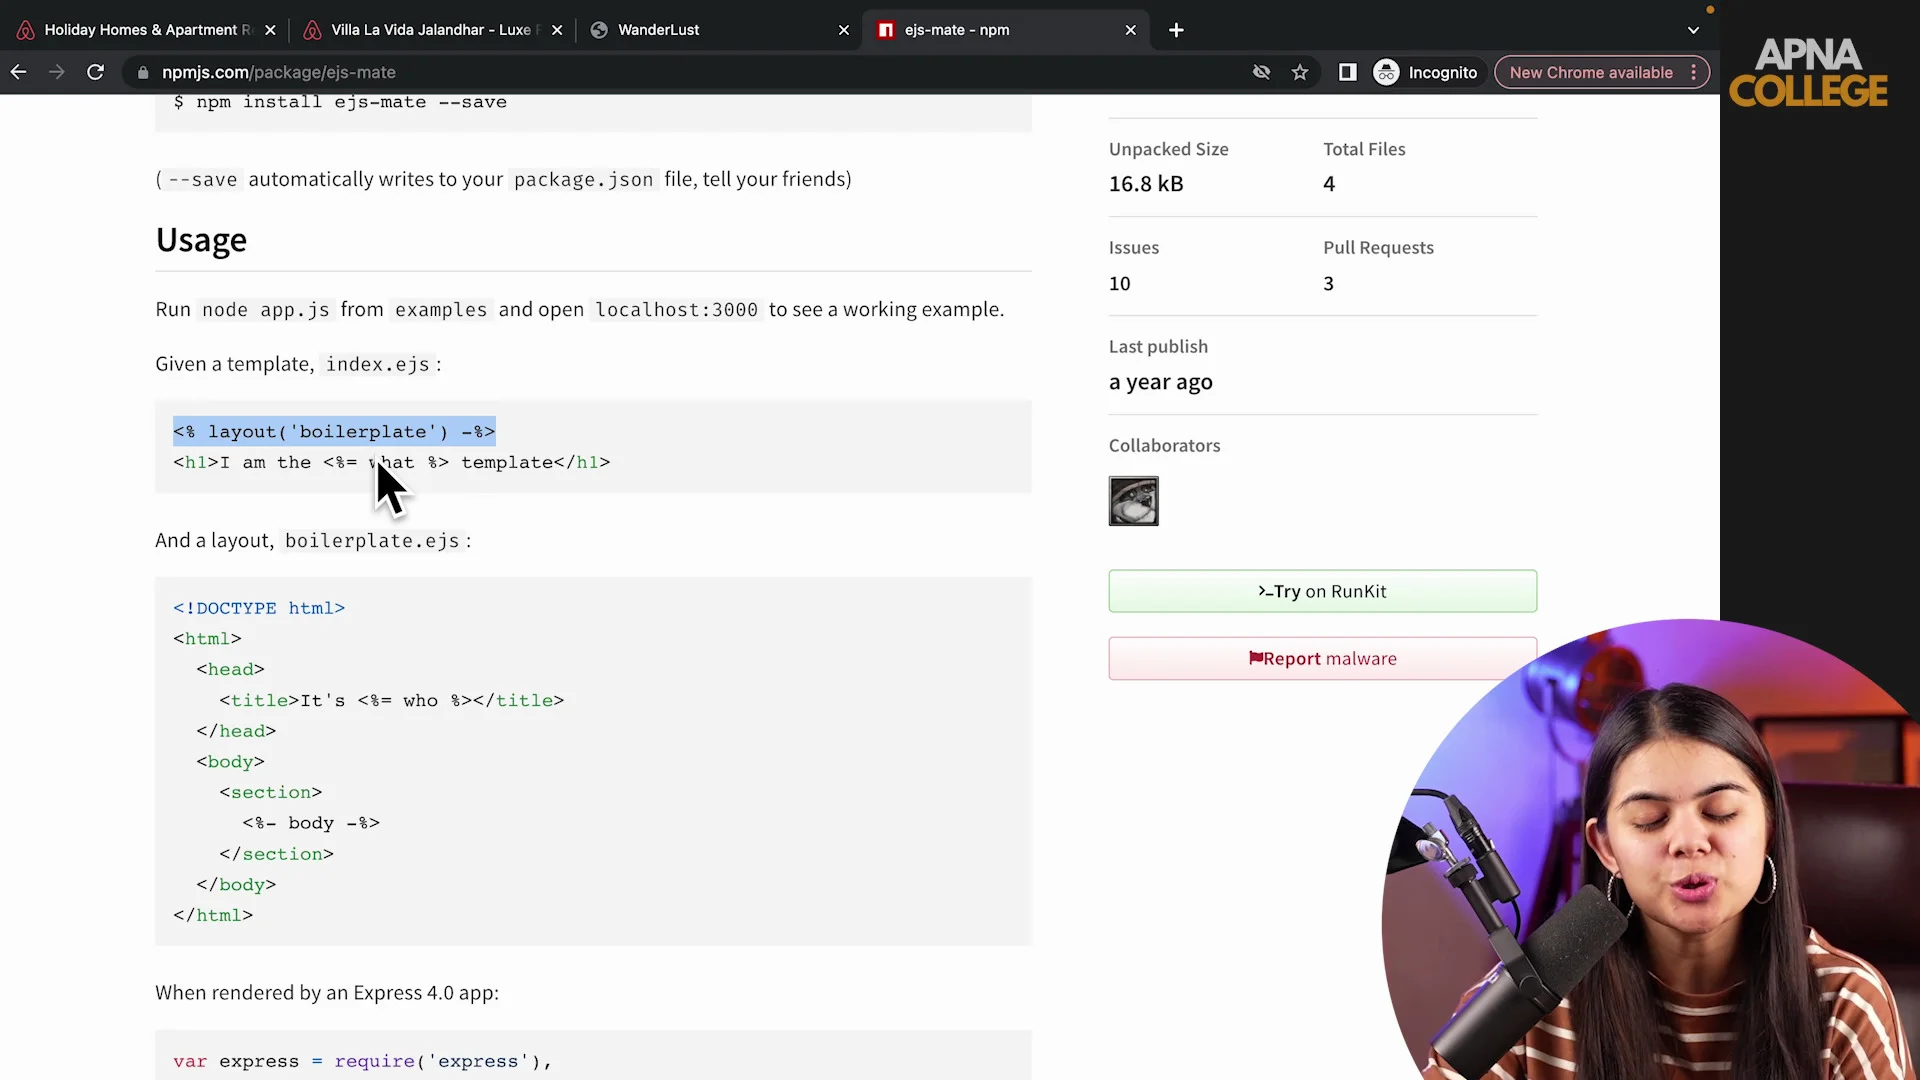 Holiday Homes & Apartment Re
Villa La Vida Jalandhar - Luxe
WanderLust
ejs-mate - npm
npmjs.com/package/ejs-mate
Incognito
New Chrome available
APNA
COLLEGE
$ npm install ejs-mate --save
( --save automatically writes to your package.json file, tell your friends)
Usage
Run node app.js from examples and open localhost:3000 to see a working example.
Given a template, index.ejs :
<% layout('boilerplate') -%>
<h1>I am the <%= what %> template</h1>
And a layout, boilerplate.ejs :
<!DOCTYPE html>
<html>
<head>
<title>It's <%= who %></title>
</head>
<body>
<section>
<%- body -%>
</section>
</body>
</html>
When rendered by an Express 4.0 app:
var express = require('express'),
Unpacked Size
Total Files
16.8 kB
4
Issues
Pull Requests
10
3
Last publish
a year ago
Collaborators
Try on RunKit
Report malware